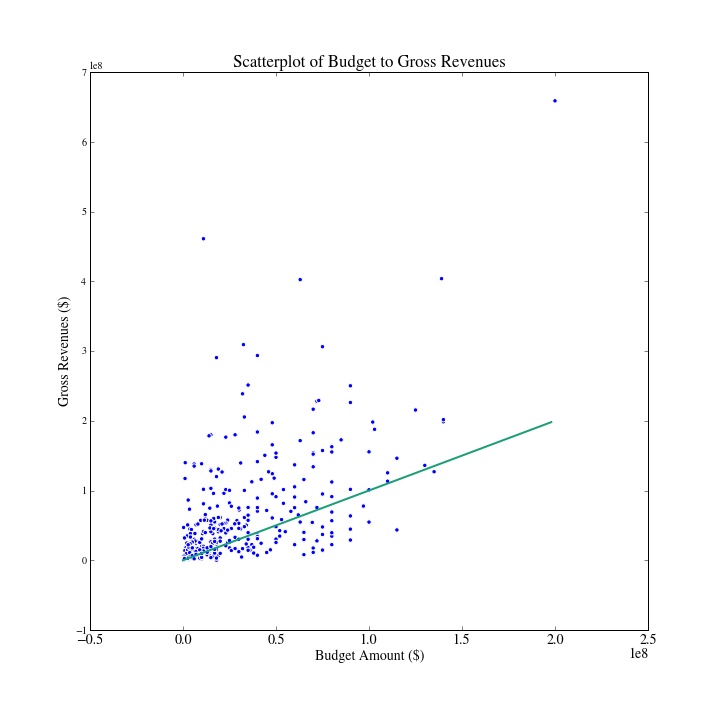 Scatterplot of Budget to Gross Revenues
1e8
7
6
5
4
3
2
1
0
−1
Gross Revenues ($)
−0.5 0.0 0.5 1.0 1.5 2.0 2.5
1e8
Budget Amount ($)